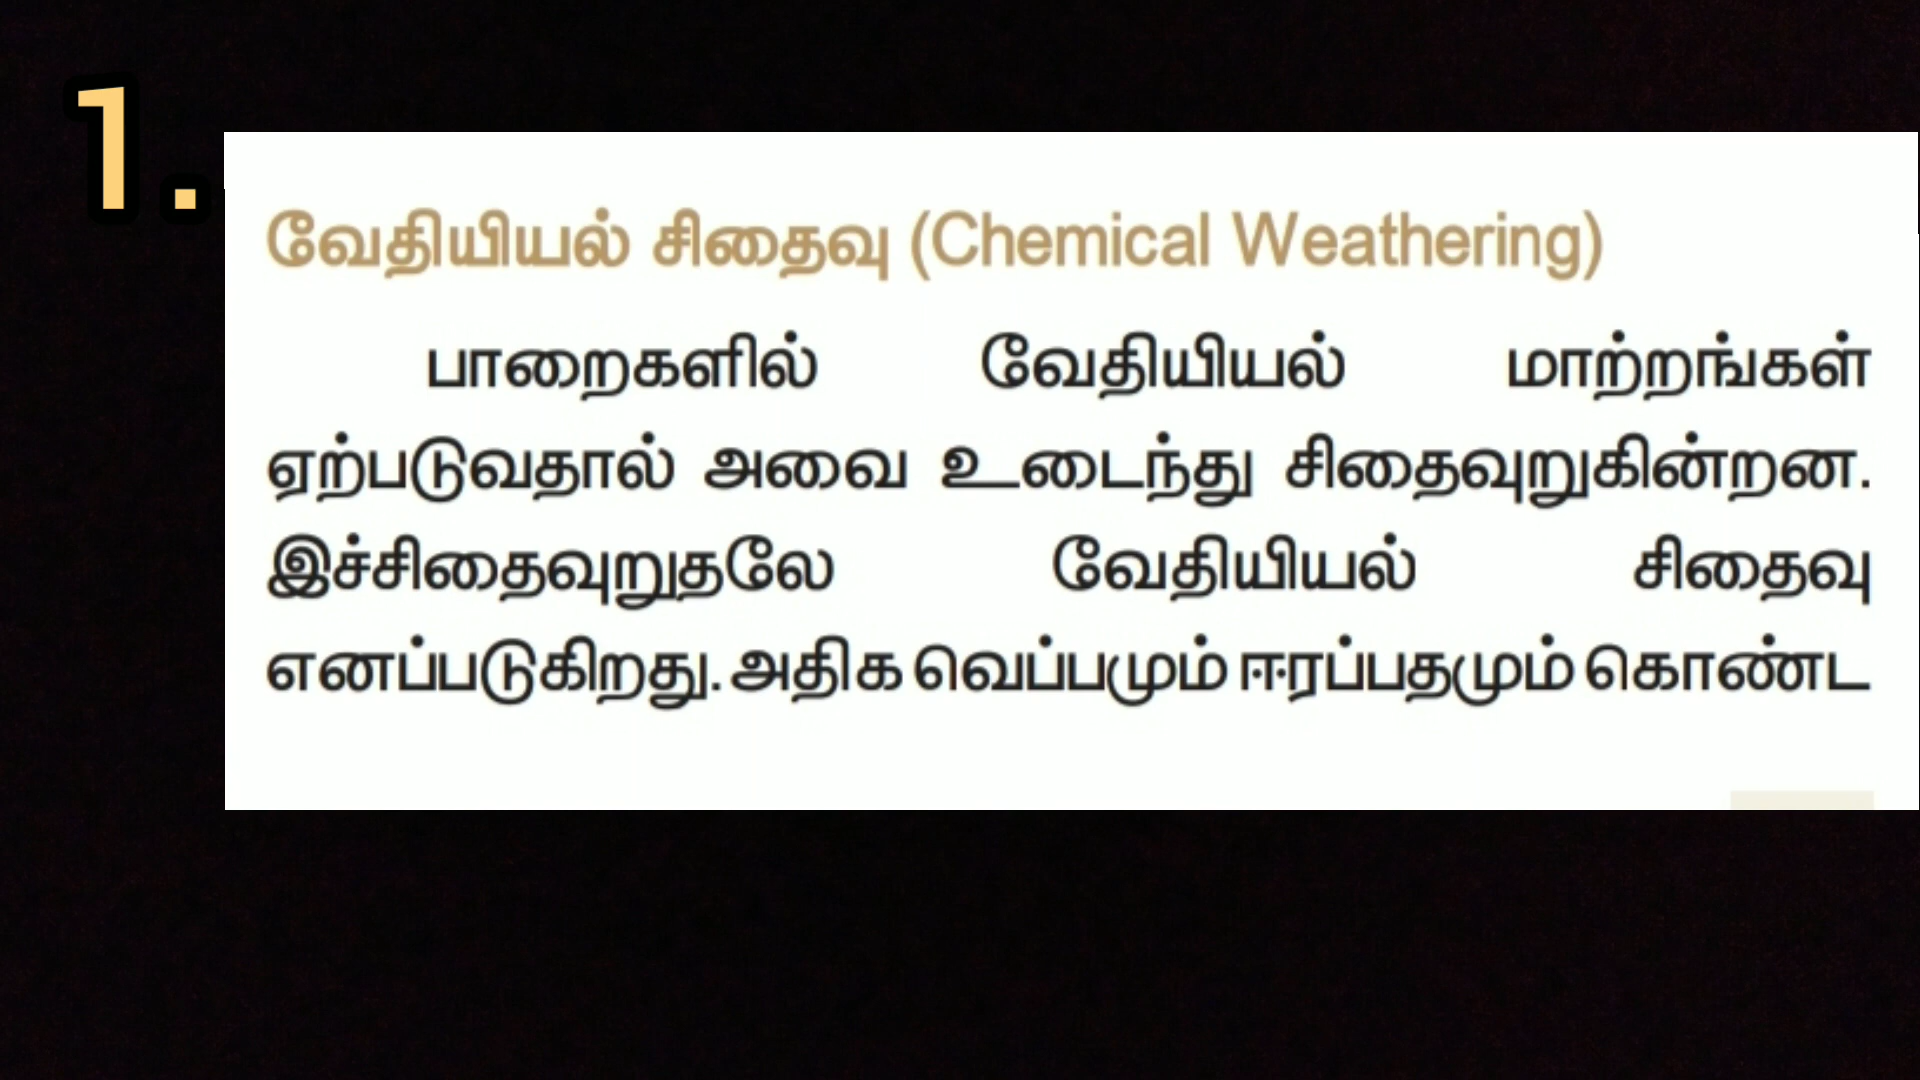 1.
வேதியியல் சிதைவு (Chemical Weathering)
பாறைகளில் வேதியியல் மாற்றங்கள்
ஏற்படுவதால் அவை உடைந்து சிதைவுறுகின்றன.
இச்சிதைவுறுதலே வேதியியல் சிதைவு
எனப்படுகிறது. அதிக வெப்பமும் ஈரப்பதமும் கொண்ட